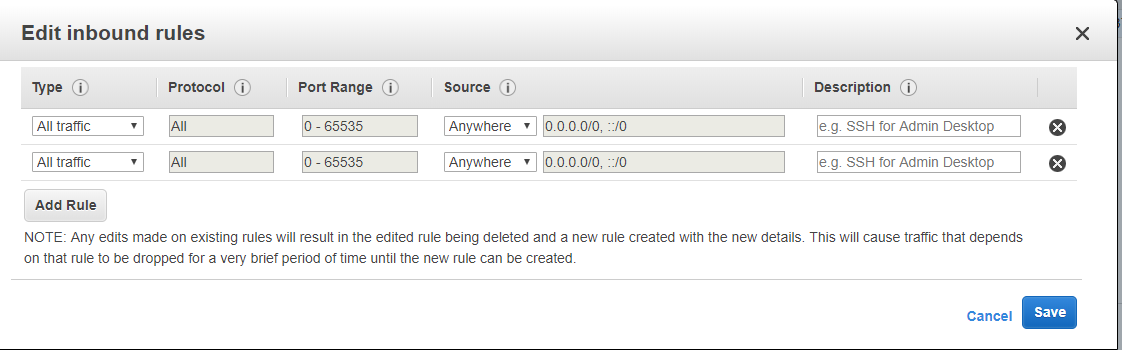 Edit inbound rules
Type Protocol Port Range Source Description
All traffic All 0 - 65535 Anywhere 0.0.0.0/0, ::/0 e.g. SSH for Admin Desktop
All traffic All 0 - 65535 Anywhere 0.0.0.0/0, ::/0 e.g. SSH for Admin Desktop
Add Rule
NOTE: Any edits made on existing rules will result in the edited rule being deleted and a new rule created with the new details. This will cause traffic that depends
on that rule to be dropped for a very brief period of time until the new rule can be created.
Cancel Save